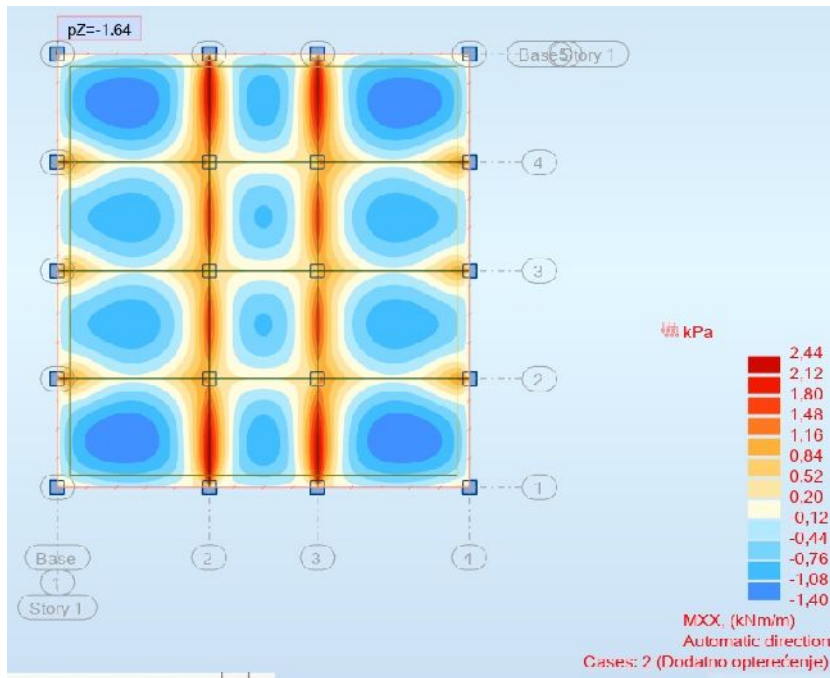 pZ=-1.64
Base 5 Story 1
4
3
2
1
kPa
2,44
2,12
1,80
1,48
1,16
0,84
0,52
0,20
-0,12
-0,44
-0,76
-1,08
-1,40
Base
2
3
1
Story 1
MXX, (kNm/m)
Automatic direction
Cases: 2 (Dodatno opterećenje)